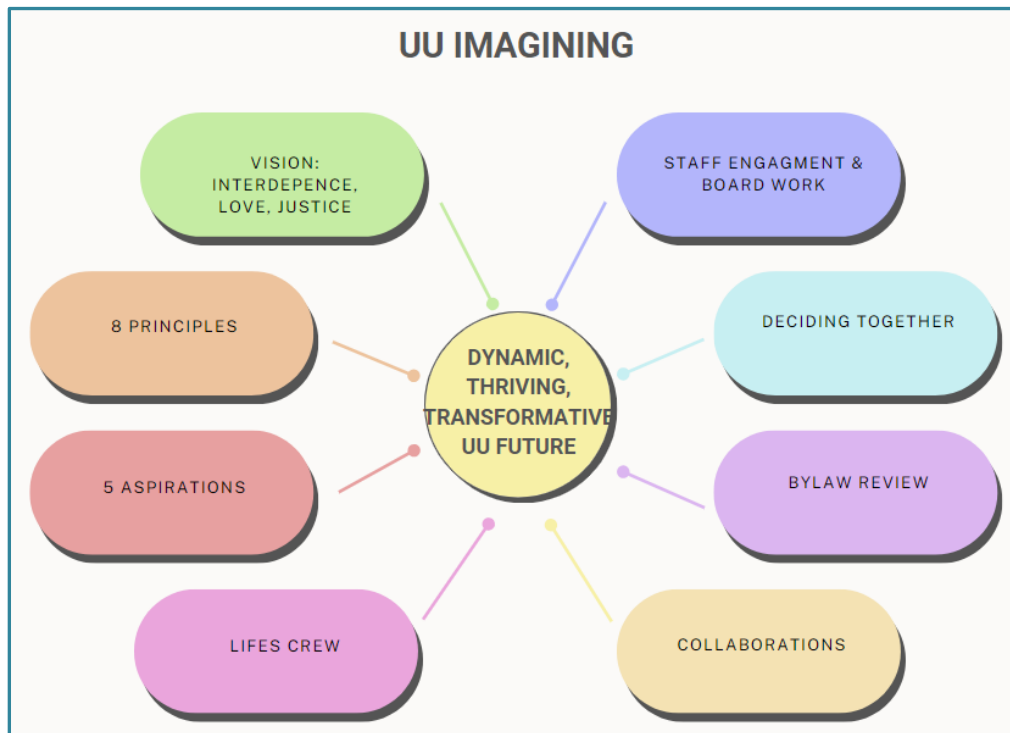 UU IMAGINING
VISION:
INTERDEPENCE,
LOVE, JUSTICE
STAFF ENGAGMENT &
BOARD WORK
8 PRINCIPLES
DECIDING TOGETHER
DYNAMIC,
THRIVING,
TRANSFORMATIVE
UU FUTURE
5 ASPIRATIONS
BYLAW REVIEW
LIFES CREW
COLLABORATIONS